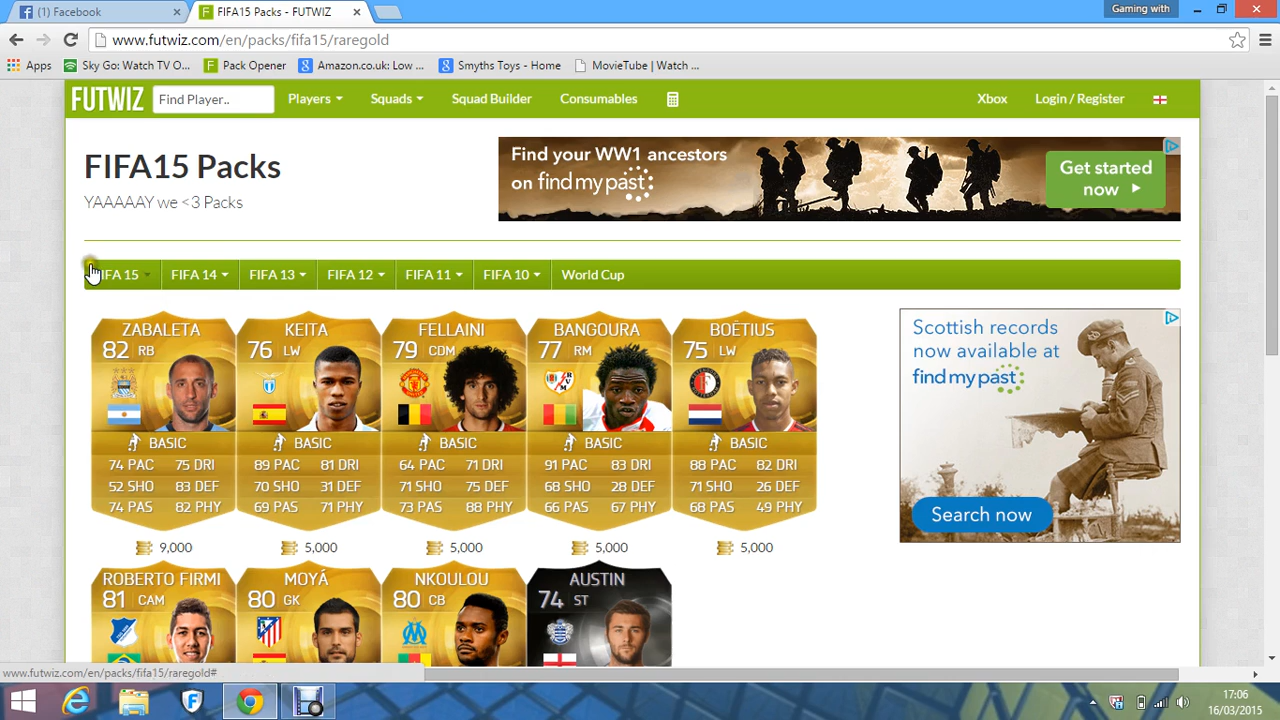 (1) Facebook
FIFA15 Packs - FUTWIZ
Gaming with
www.futwiz.com/en/packs/fifa15/raregold
Apps
Sky Go: Watch TV O...
Pack Opener
Amazon.co.uk: Low ...
Smyths Toys - Home
MovieTube | Watch ...
FUTWIZ
Find Player..
Players
Squads
Squad Builder
Consumables
Xbox
Login / Register
FIFA15 Packs
YAAAAAY we <3 Packs
Find your WW1 ancestors
on findmypast
Get started
now
FIFA 15
FIFA 14
FIFA 13
FIFA 12
FIFA 11
FIFA 10
World Cup
ZABALETA
82 RB
BASIC
74 PAC 75 DRI
52 SHO 83 DEF
74 PAS 82 PHY
9,000
KEITA
76 LW
BASIC
89 PAC 81 DRI
70 SHO 31 DEF
69 PAS 71 PHY
5,000
FELLAINI
79 CDM
BASIC
64 PAC 71 DRI
71 SHO 75 DEF
73 PAS 88 PHY
5,000
BANGOURA
77 RM
BASIC
91 PAC 83 DRI
68 SHO 28 DEF
66 PAS 67 PHY
5,000
BOËTIUS
75 LW
BASIC
88 PAC 82 DRI
71 SHO 26 DEF
68 PAS 49 PHY
5,000
Scottish records
now available at
findmypast
Search now
ROBERTO FIRMI
81 CAM
MOYÁ
80 GK
NKOULOU
80 CB
AUSTIN
74 ST
www.futwiz.com/en/packs/fifa15/raregold#
17:06
16/03/2015